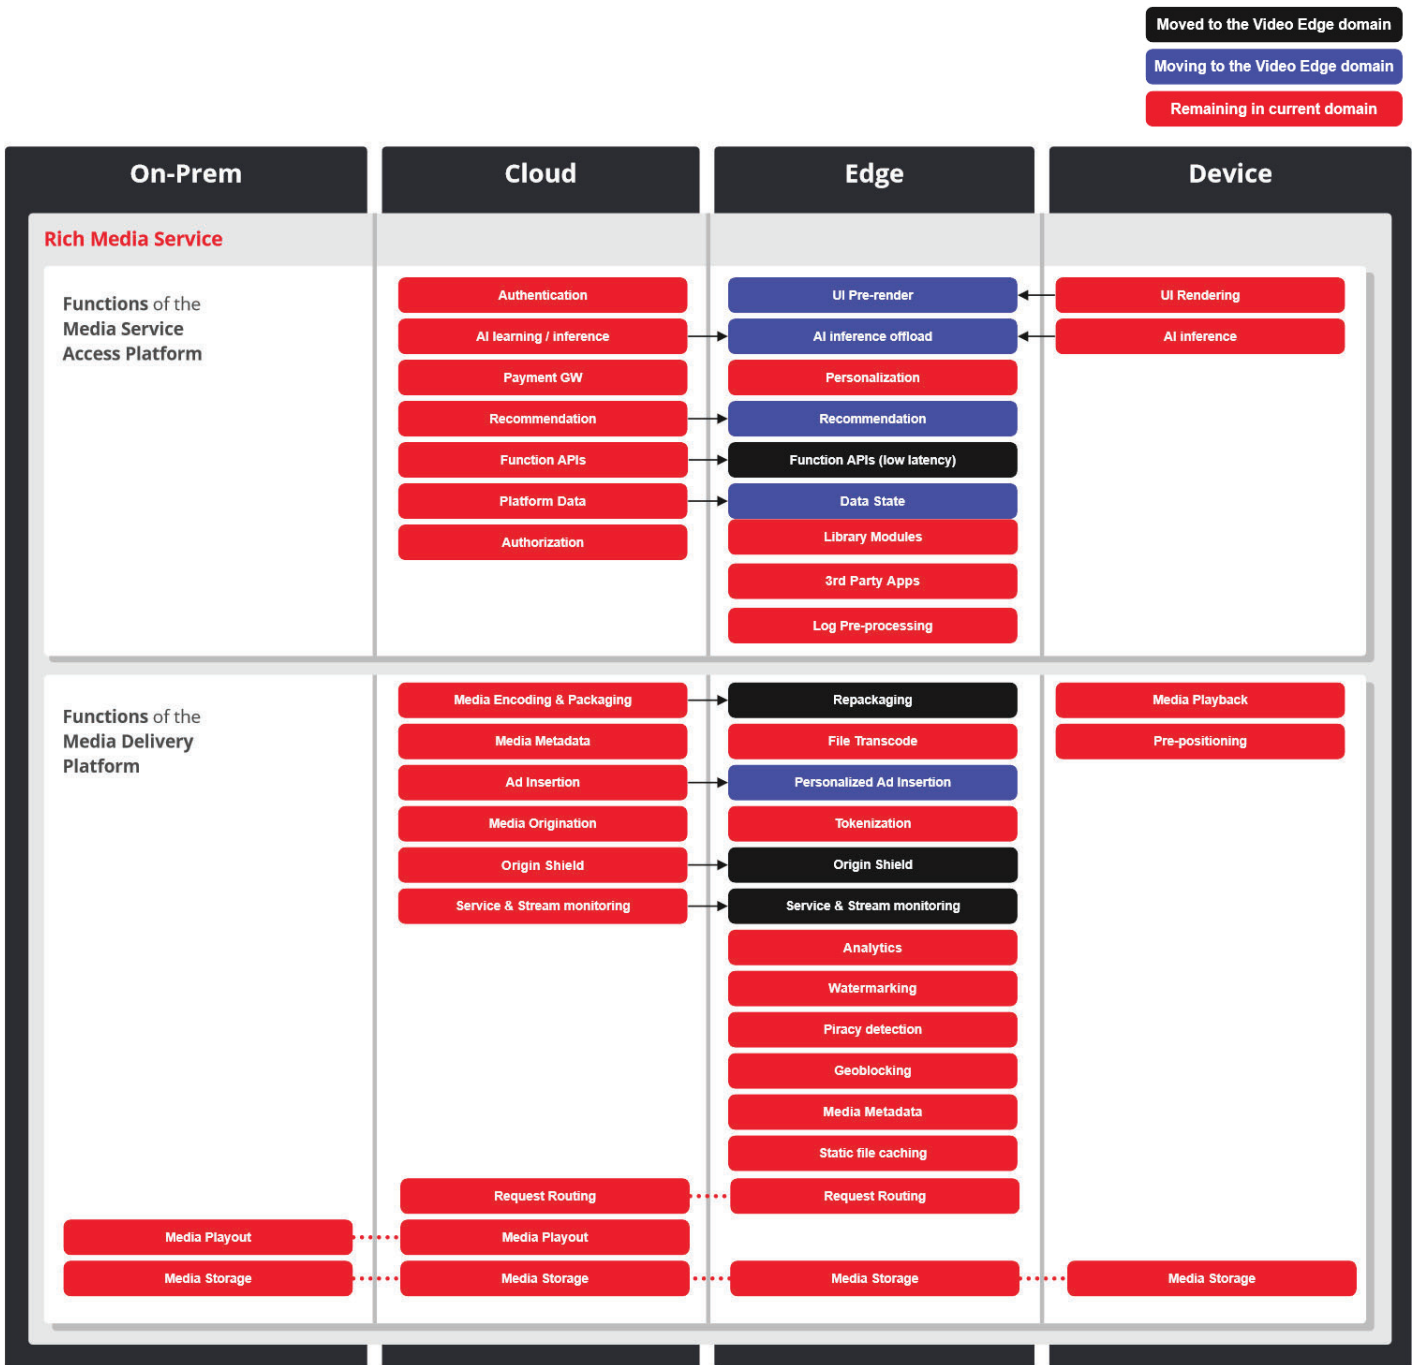 Moved to the Video Edge domain
Moving to the Video Edge domain
Remaining in current domain
On-Prem
Cloud
Edge
Device
Rich Media Service
Functions of the
Media Service
Access Platform
Authentication
UI Pre-render
UI Rendering
AI learning / inference
AI inference offload
AI inference
Payment GW
Personalization
Recommendation
Recommendation
Function APIs
Function APIs (low latency)
Platform Data
Data State
Authorization
Library Modules
3rd Party Apps
Log Pre-processing
Functions of the
Media Delivery
Platform
Media Encoding & Packaging
Repackaging
Media Playback
Media Metadata
File Transcode
Pre-positioning
Ad Insertion
Personalized Ad Insertion
Media Origination
Tokenization
Origin Shield
Origin Shield
Service & Stream monitoring
Service & Stream monitoring
Analytics
Watermarking
Piracy detection
Geoblocking
Media Metadata
Static file caching
Request Routing
Request Routing
Media Playout
Media Playout
Media Storage
Media Storage
Media Storage
Media Storage